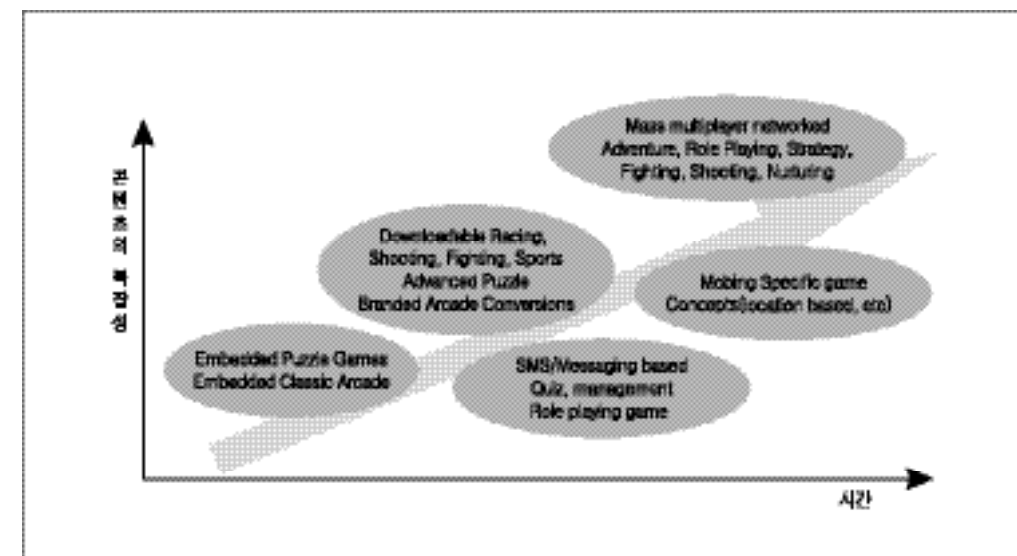 Mass multiplayer networked
Adventure, Role Playing, Strategy,
Fighting, Shooting, Nurturing
Downloadable Racing,
Shooting, Fighting, Sports
Advanced Puzzle
Branded Arcade Conversions
Mobing Specific game
Concepts(location based, etc)
Embedded Puzzle Games
Embedded Classic Arcade
SMS/Messaging based
Quiz, management
Role playing game
시간